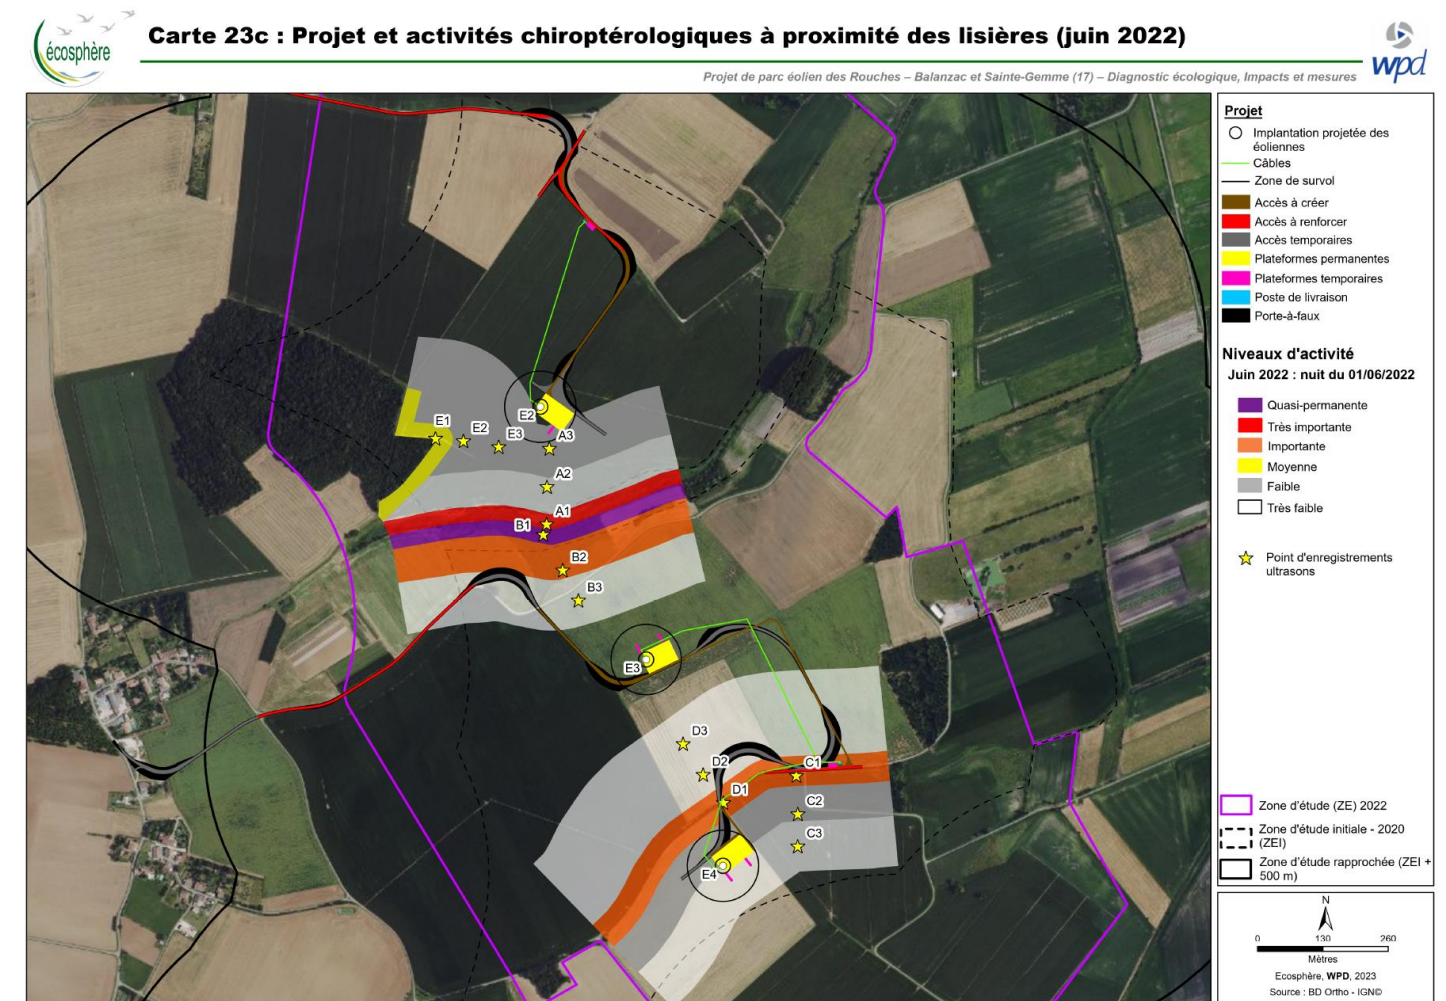 écosphère
Carte 23c : Projet et activités chiroptérologiques à proximité des lisières (juin 2022)
wpd
Projet de parc éolien des Rouches – Balanzac et Sainte-Gemme (17) – Diagnostic écologique, Impacts et mesures
Projet
Implantation projetée des
éoliennes
Câbles
Zone de survol
Accès à créer
Accès à renforcer
Accès temporaires
Plateformes permanentes
Plateformes temporaires
Poste de livraison
Porte-à-faux
Niveaux d'activité
Juin 2022 : nuit du 01/06/2022
Quasi-permanente
Très importante
Importante
Moyenne
Faible
Très faible
Point d'enregistrements
ultrasons
Zone d'étude (ZE) 2022
Zone d'étude initiale - 2020
(ZEI)
Zone d'étude rapprochée (ZEI +
500 m)
N
0 130 260
Mètres
Ecosphère, WPD, 2023
Source : BD Ortho - IGN©
E2
E1
E2
E3
A3
A2
A1
B1
B2
B3
E3
D3
D2
C1
D1
C2
C3
E4